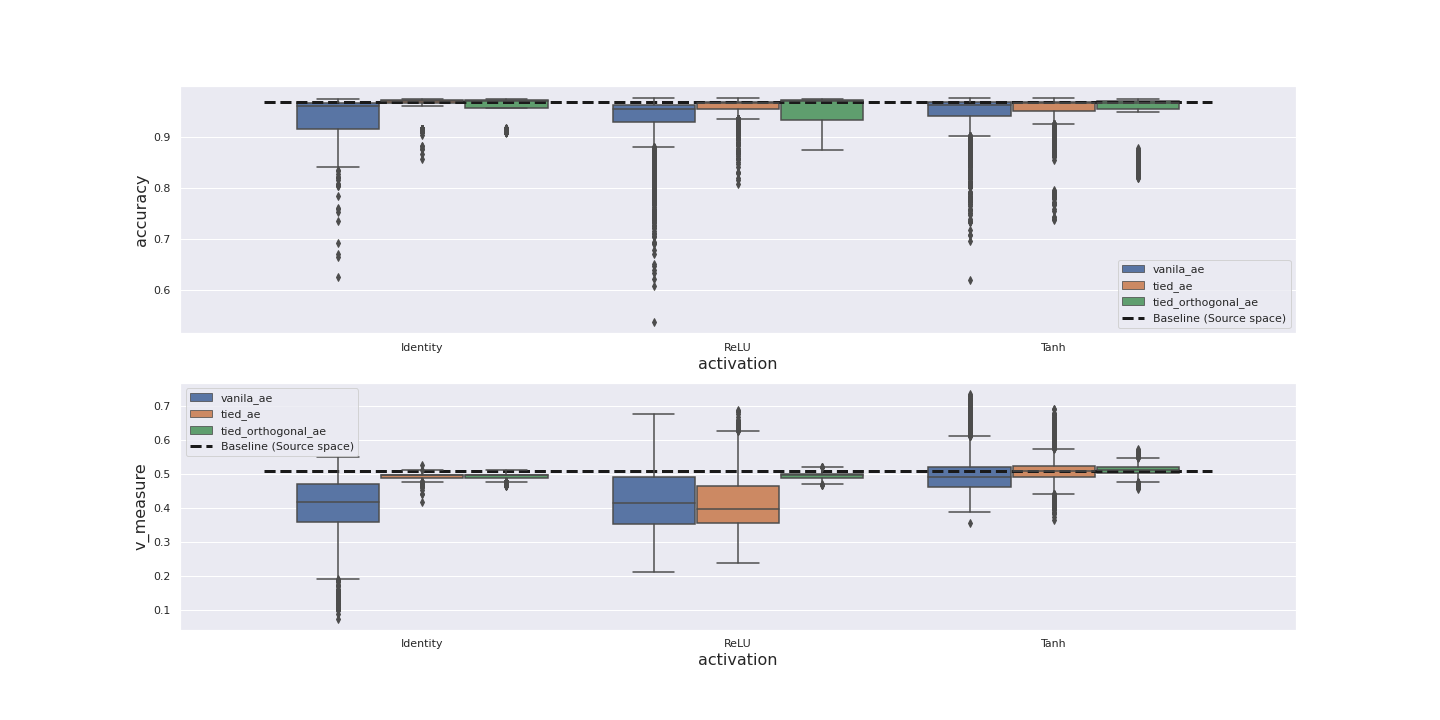 accuracy
0.9
0.8
0.7
0.6
vanila_ae
tied_ae
tied_orthogonal_ae
Baseline (Source space)
Identity
ReLU
Tanh
activation
v_measure
0.7
0.6
0.5
0.4
0.3
0.2
0.1
vanila_ae
tied_ae
tied_orthogonal_ae
Baseline (Source space)
Identity
ReLU
Tanh
activation